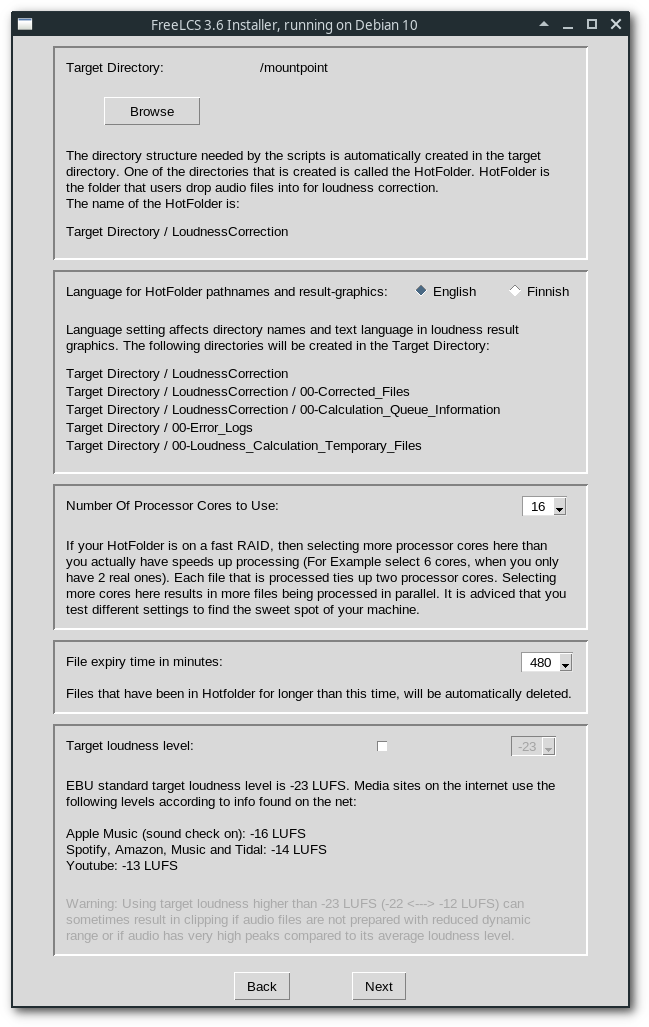 FreeLCS 3.6 Installer, running on Debian 10
Target Directory: /mountpoint
Browse
The directory structure needed by the scripts is automatically created in the target
directory. One of the directories that is created is called the HotFolder. HotFolder is
the folder that users drop audio files into for loudness correction.
The name of the HotFolder is:
Target Directory / LoudnessCorrection
Language for HotFolder pathnames and result-graphics: English Finnish
Language setting affects directory names and text language in loudness result
graphics. The following directories will be created in the Target Directory:
Target Directory / LoudnessCorrection
Target Directory / LoudnessCorrection / 00-Corrected_Files
Target Directory / LoudnessCorrection / 00-Calculation_Queue_Information
Target Directory / 00-Error_Logs
Target Directory / 00-Loudness_Calculation_Temporary_Files
Number Of Processor Cores to Use: 16
If your HotFolder is on a fast RAID, then selecting more processor cores here than
you actually have speeds up processing (For Example select 6 cores, when you only
have 2 real ones). Each file that is processed ties up two processor cores. Selecting
more cores here results in more files being processed in parallel. It is adviced that you
test different settings to find the sweet spot of your machine.
File expiry time in minutes: 480
Files that have been in Hotfolder for longer than this time, will be automatically deleted.
Target loudness level: -23
EBU standard target loudness level is -23 LUFS. Media sites on the internet use the
following levels according to info found on the net:
Apple Music (sound check on): -16 LUFS
Spotify, Amazon, Music and Tidal: -14 LUFS
Youtube: -13 LUFS
Warning: Using target loudness higher than -23 LUFS (-22 <---> -12 LUFS) can
sometimes result in clipping if audio files are not prepared with reduced dynamic
range or if audio has very high peaks compared to its average loudness level.
Back Next